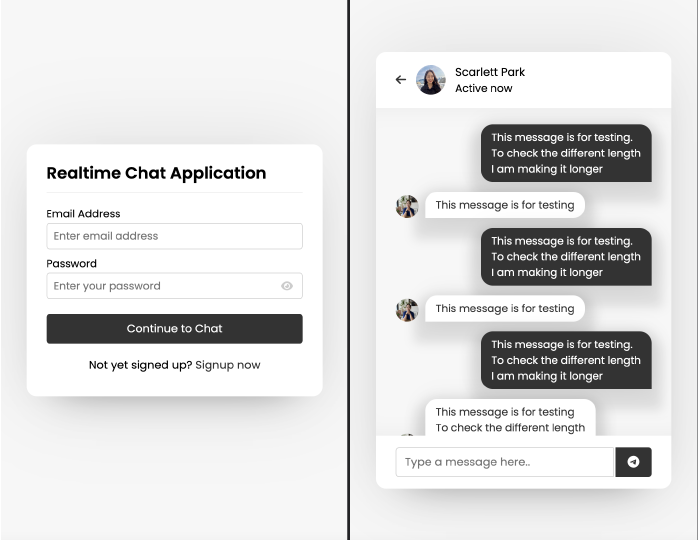 Realtime Chat Application
Email Address
Enter email address
Password
Enter your password
Continue to Chat
Not yet signed up? Signup now
Scarlett Park
Active now
This message is for testing.
To check the different length
I am making it longer
This message is for testing
This message is for testing.
To check the different length
I am making it longer
This message is for testing
This message is for testing.
To check the different length
I am making it longer
This message is for testing
To check the different length
Type a message here..